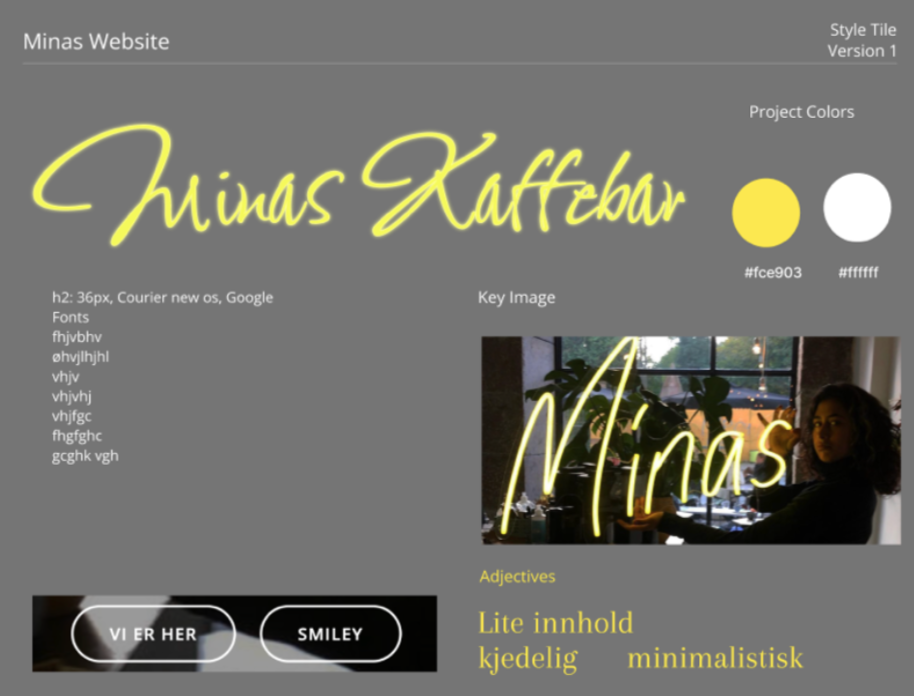 Minas Website
Style Tile
Version 1
Project Colors
Minas Kaffebar
#fce903
#ffffff
h2: 36px, Courier new os, Google
Fonts
fhjvbhv
øhvjlhjhl
vhjv
vhjvhj
vhjfgc
fhgfghc
gcghk vgh
Key Image
Minas
Adjectives
Lite innhold
kjedelig minimalistisk
VI ER HER
SMILEY